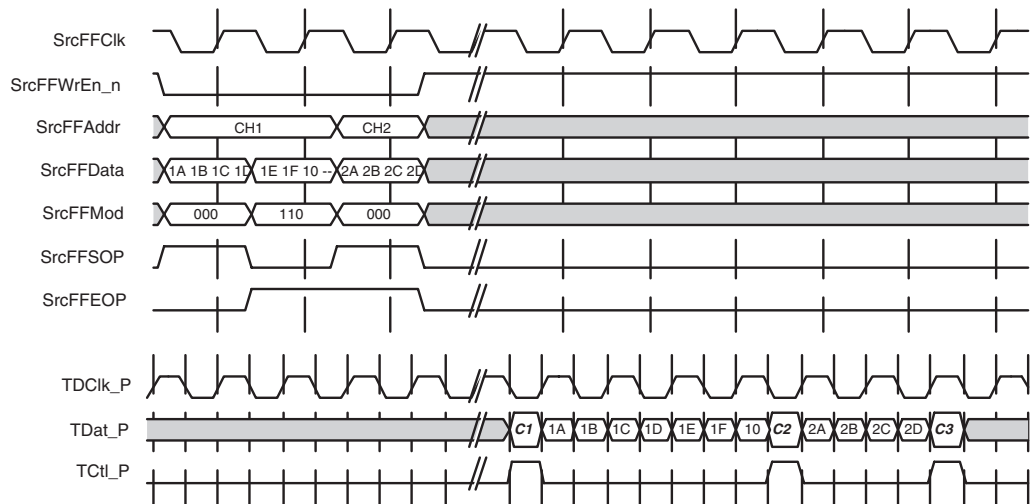 SrcFFClk
SrcFFWrEn_n
SrcFFAddr CH1 CH2
SrcFFData 1A 1B 1C 1D 1E 1F 10 -- 2A 2B 2C 2D
SrcFFMod 000 110 000
SrcFFSOP
SrcFFEOP
TDClk_P
TDat_P C1 1A 1B 1C 1D 1E 1F 10 C2 2A 2B 2C 2D C3
TCtl_P